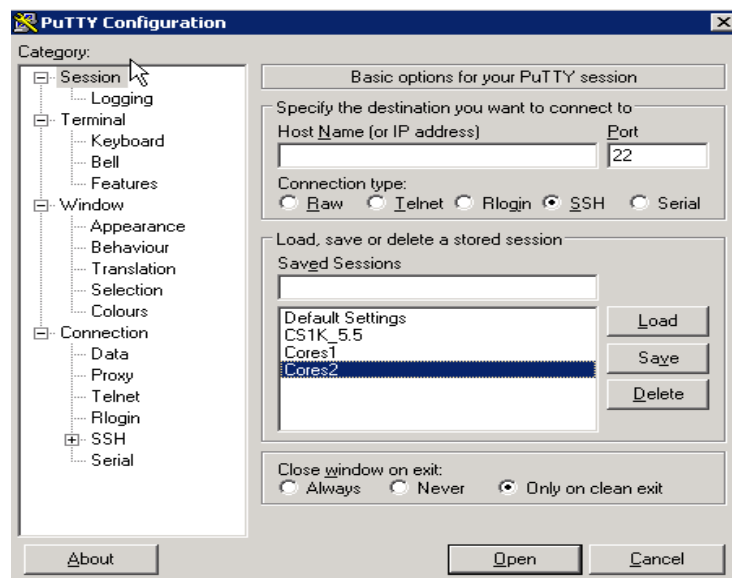 PuTTY Configuration
Category:
Session
Logging
Terminal
Keyboard
Bell
Features
Window
Appearance
Behaviour
Translation
Selection
Colours
Connection
Data
Proxy
Telnet
Rlogin
SSH
Serial
Basic options for your PuTTY session
Specify the destination you want to connect to
Host Name (or IP address) Port
22
Connection type:
Raw Telnet Rlogin SSH Serial
Load, save or delete a stored session
Saved Sessions
Default Settings
CS1K_5.5
Cores1
Cores2
Load
Save
Delete
Close window on exit:
Always Never Only on clean exit
About Open Cancel